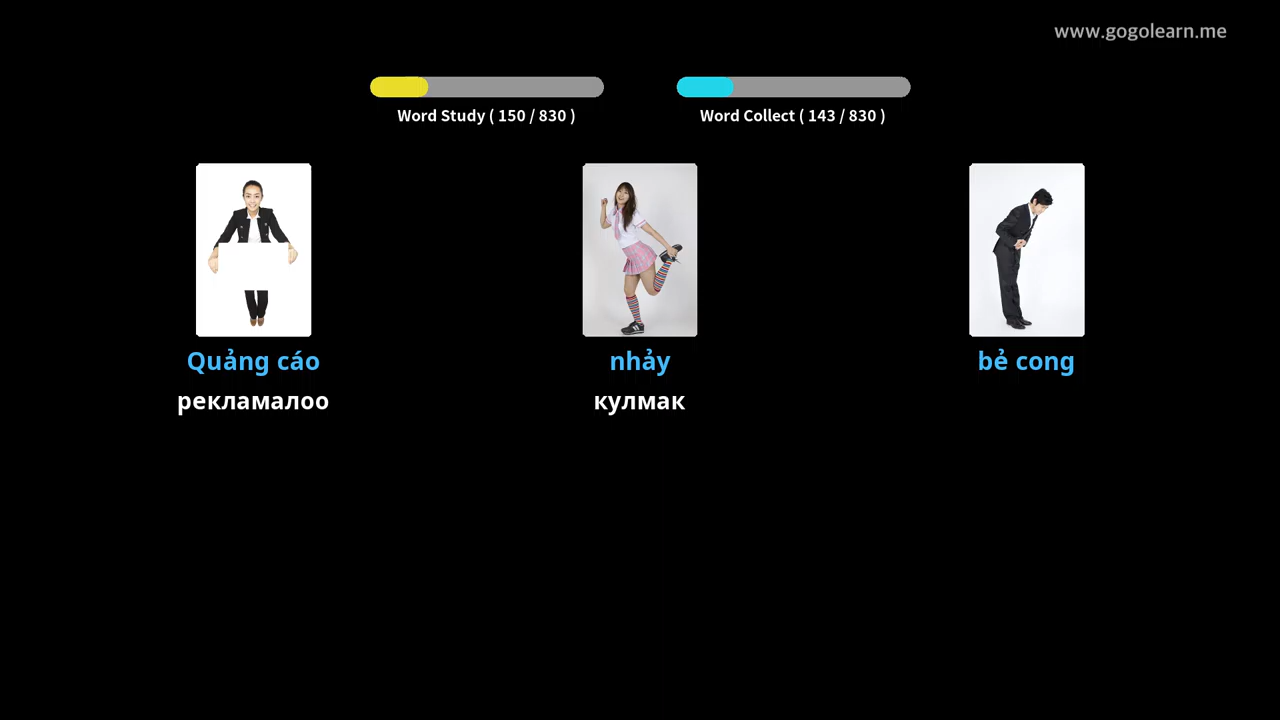 www.gogolearn.me
Word Study ( 150 / 830 )
Word Collect ( 143 / 830 )
Quảng cáo
nhảy
bẻ cong
рекламалоо
кулмак